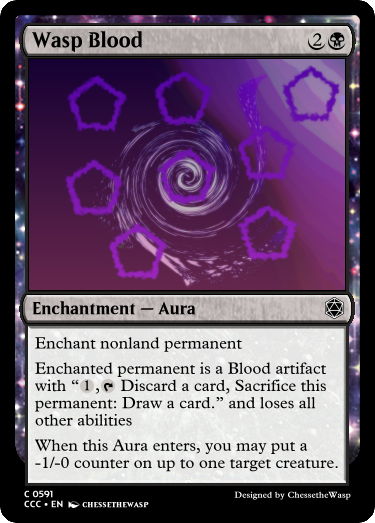 Wasp Blood 2
Enchantment — Aura
Enchant nonland permanent
Enchanted permanent is a Blood artifact
with “1, Discard a card, Sacrifice this
permanent: Draw a card.” and loses all
other abilities
When this Aura enters, you may put a
-1/-0 counter on up to one target creature.
C 0591
CCC • EN CHESSETHEWASP
Designed by ChessetheWasp